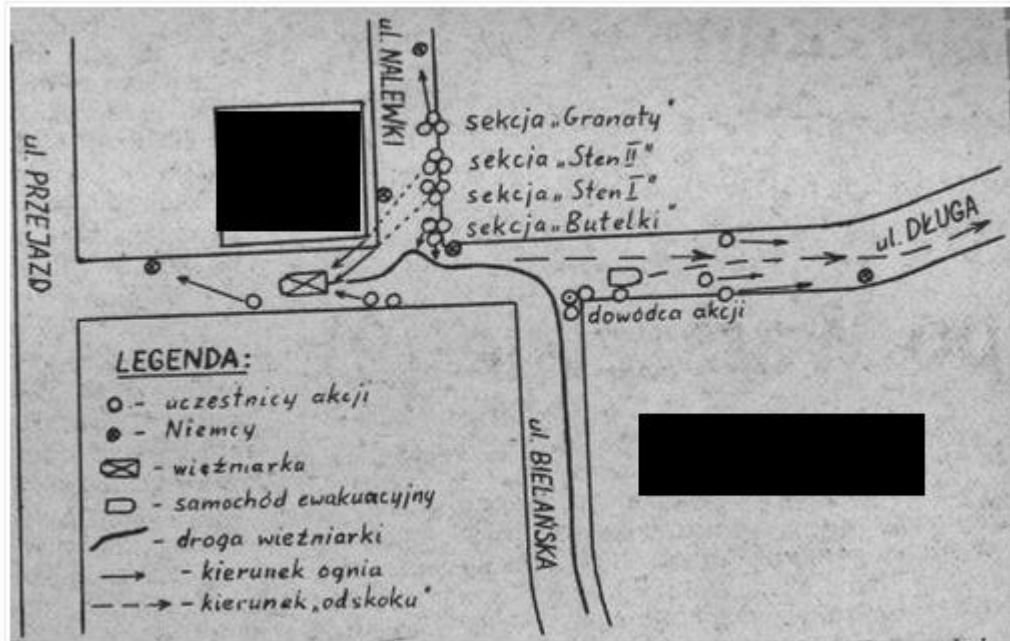 ul. NALEWKI
ul. PRZEJAZD
sekcja „Granaty”
sekcja „Sten II”
sekcja „Sten I”
sekcja „Butelki”
ul. DŁUGA
dowódca akcji
LEGENDA:
- uczestnicy akcji
- Niemcy
- więźniarka
- samochód ewakuacyjny
- droga więźniarki
- kierunek ognia
- kierunek „odskoku”
ul. BIELAŃSKA